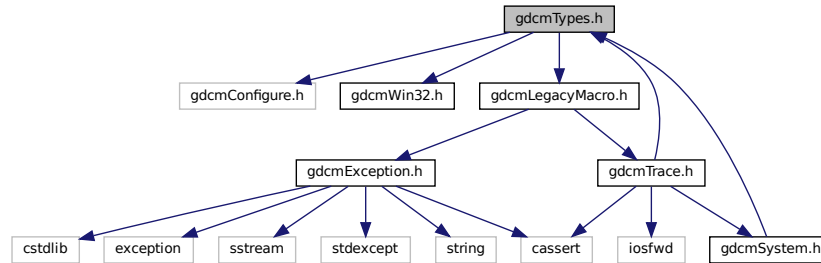 gdcmTypes.h
gdcmConfigure.h
gdcmWin32.h
gdcmLegacyMacro.h
gdcmException.h
gdcmTrace.h
cstdlib
exception
sstream
stdexcept
string
cassert
iosfwd
gdcmSystem.h